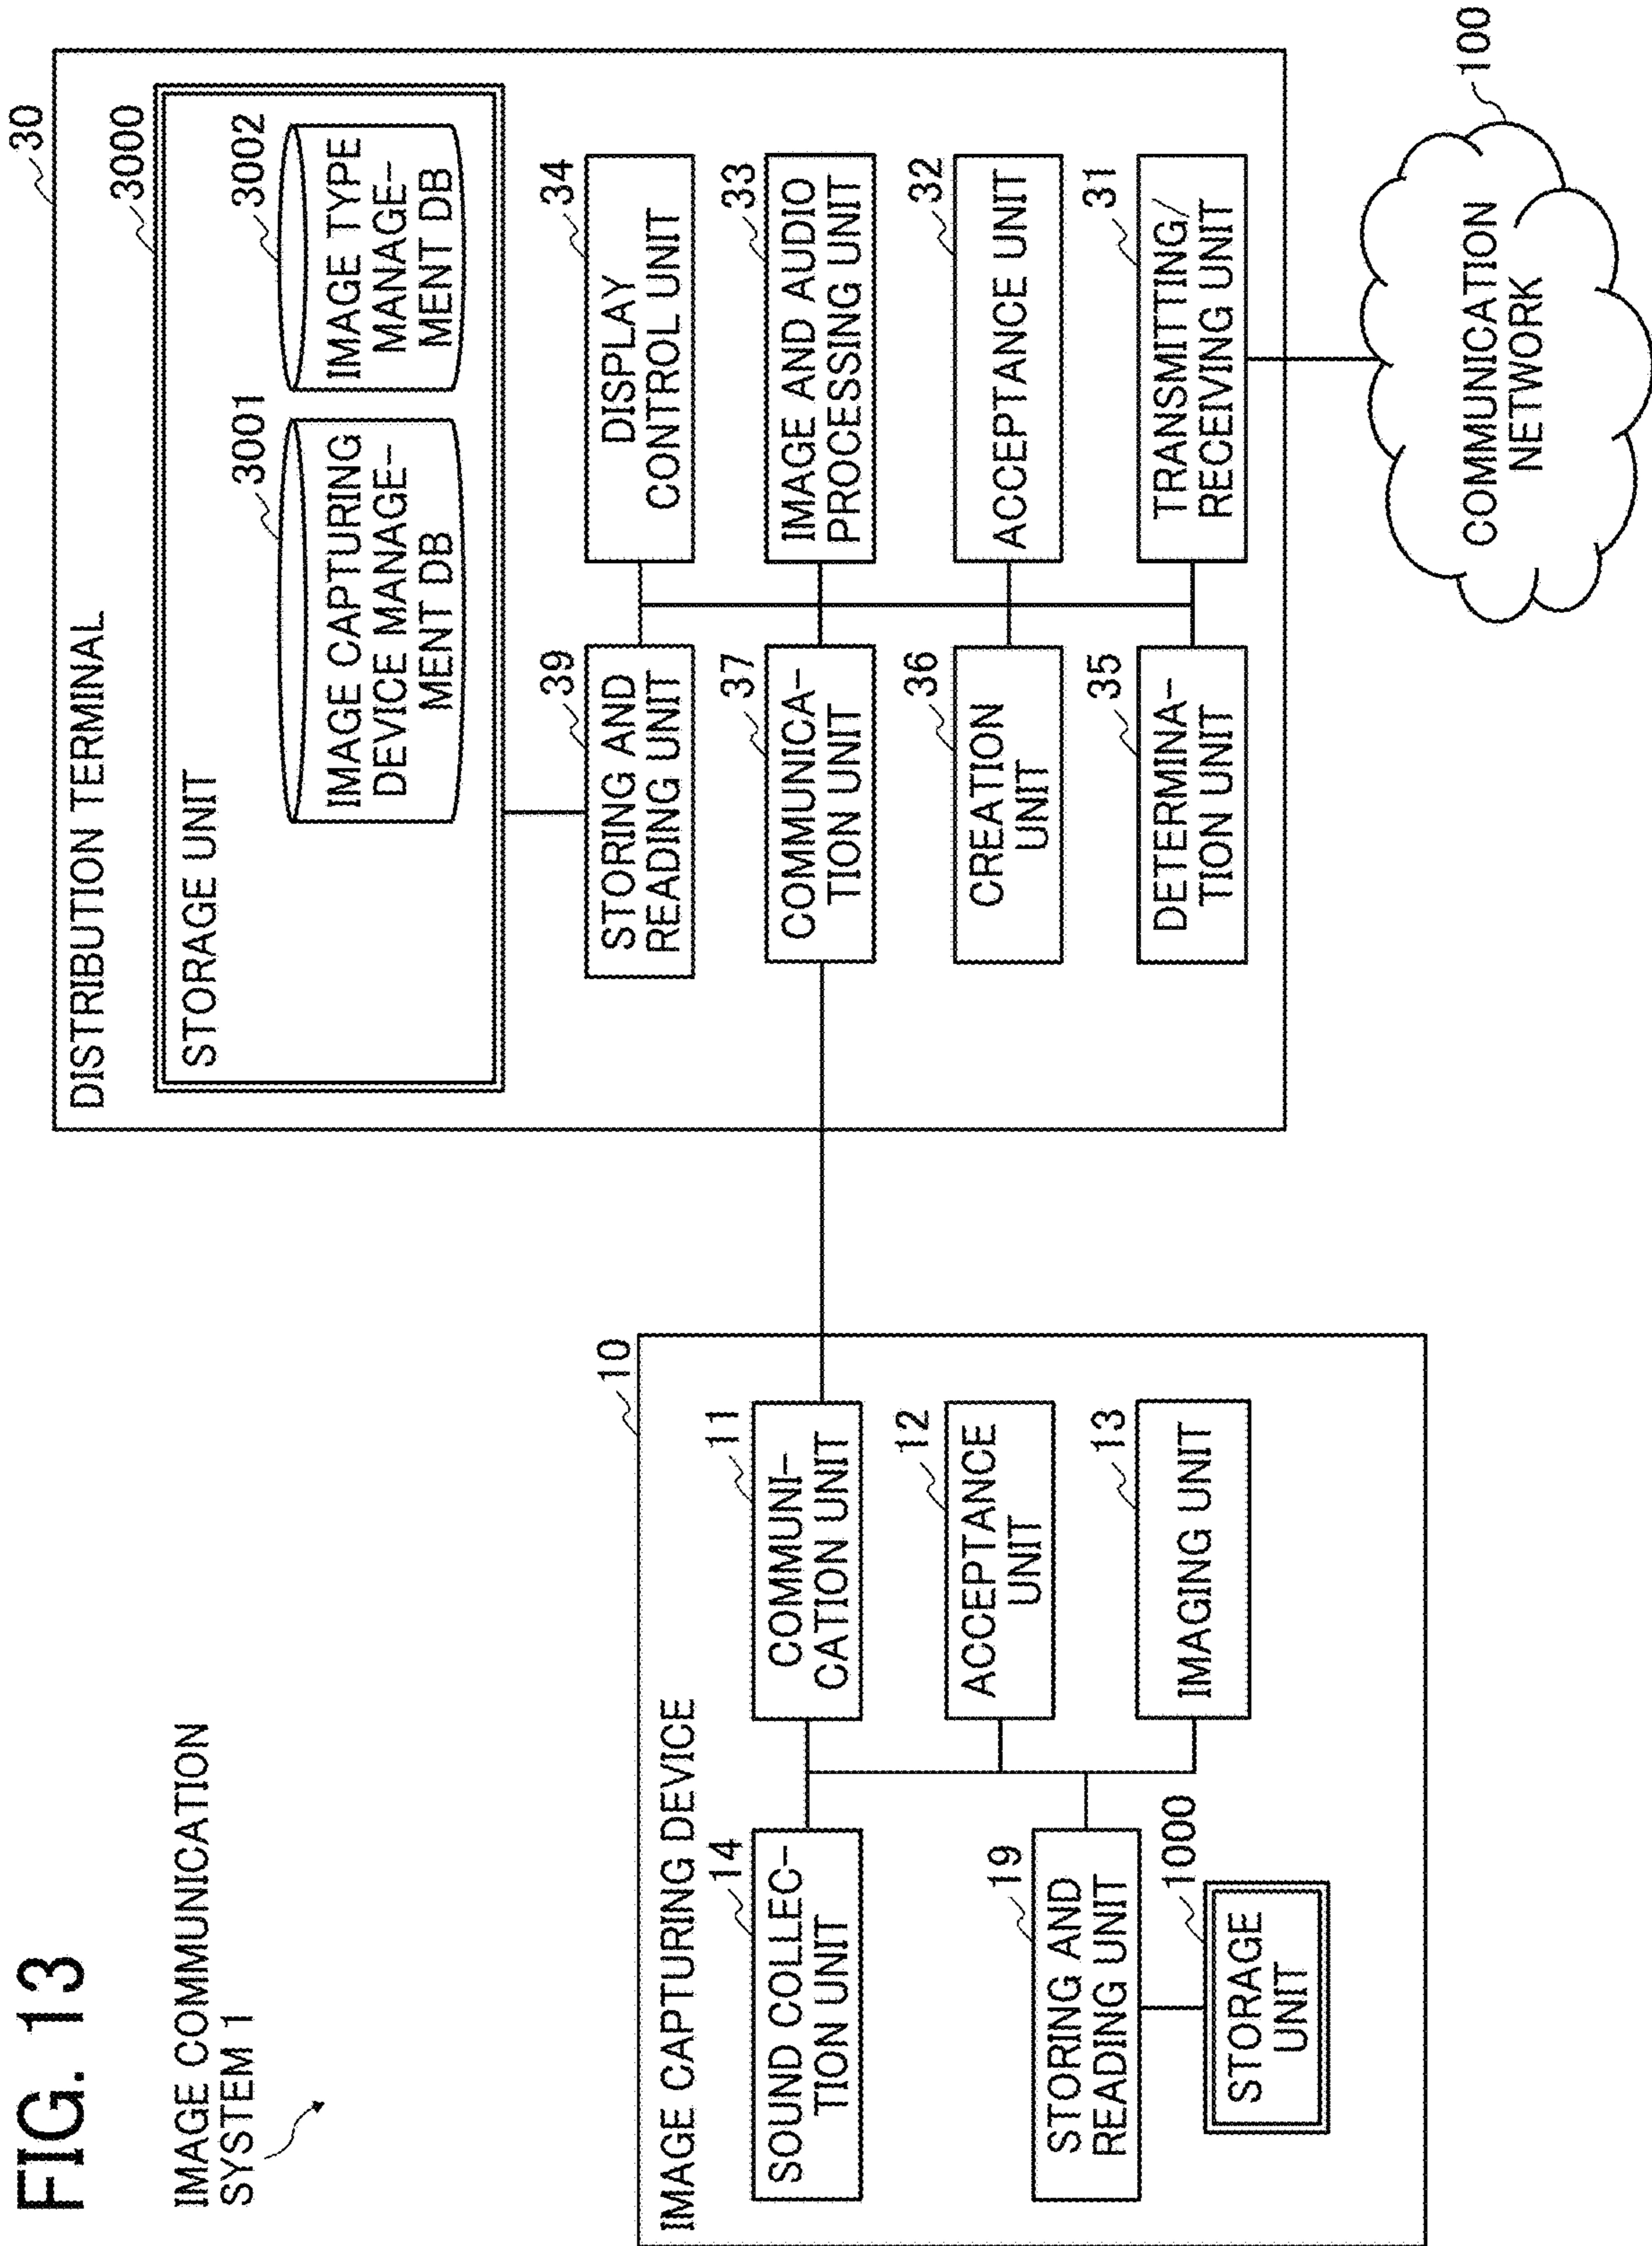 FIG. 13
IMAGE COMMUNICATION
SYSTEM 1
IMAGE CAPTURING DEVICE
10
14
SOUND COLLEC-
TION UNIT
11
COMMUNI-
CATION UNIT
12
ACCEPTANCE
UNIT
13
IMAGING UNIT
19
STORING AND
READING UNIT
1000
STORAGE
UNIT
DISTRIBUTION TERMINAL
30
STORAGE UNIT
3000
3001
IMAGE CAPTURING
DEVICE MANAGE-
MENT DB
3002
IMAGE TYPE
MANAGE-
MENT DB
39
STORING AND
READING UNIT
34
DISPLAY
CONTROL UNIT
37
COMMUNICA-
TION UNIT
33
IMAGE AND AUDIO
PROCESSING UNIT
36
CREATION
UNIT
32
ACCEPTANCE UNIT
35
DETERMINA-
TION UNIT
31
TRANSMITTING/
RECEIVING UNIT
100
COMMUNICATION
NETWORK